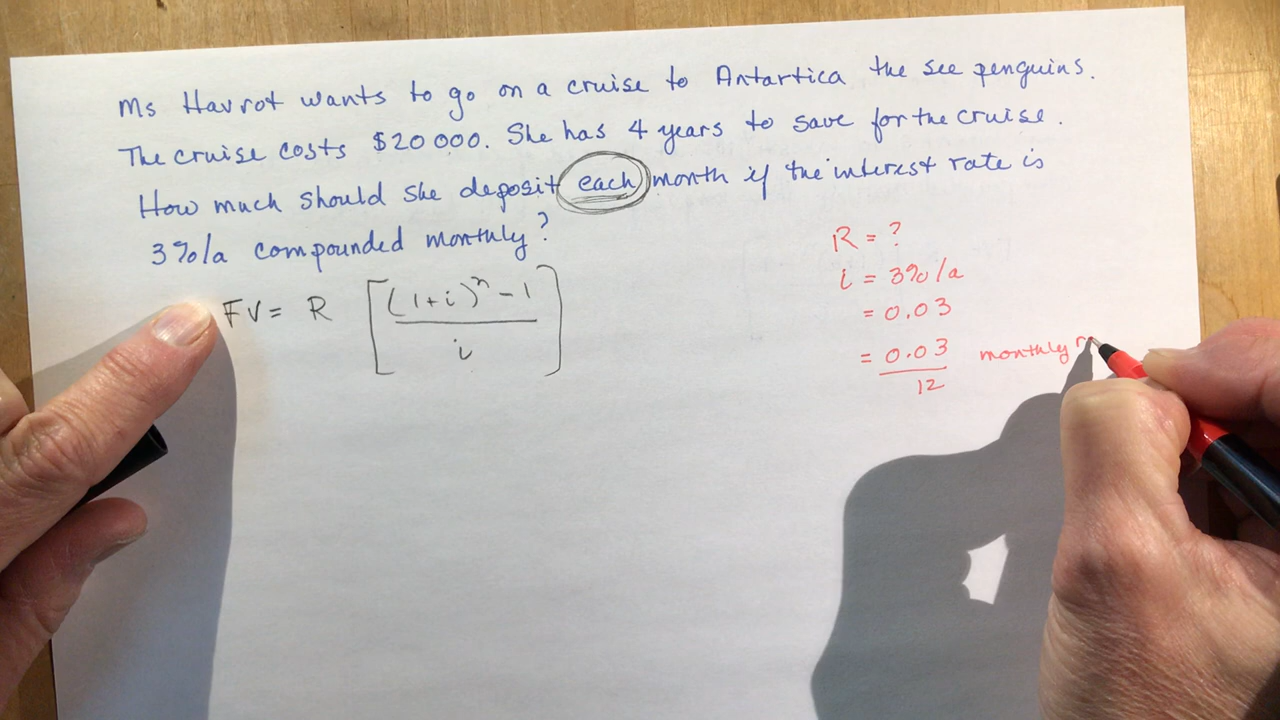 Ms Havrot wants to go on a cruise to Antartica the see penguins.
The cruise costs $20 000. She has 4 years to save for the cruise.
How much should she deposit each month if the interest rate is
3%/a compounded monthly?
FV = R [ (1+i)^n - 1 / i ]
R = ?
i = 3%/a
= 0.03
= 0.03 / 12 monthly r